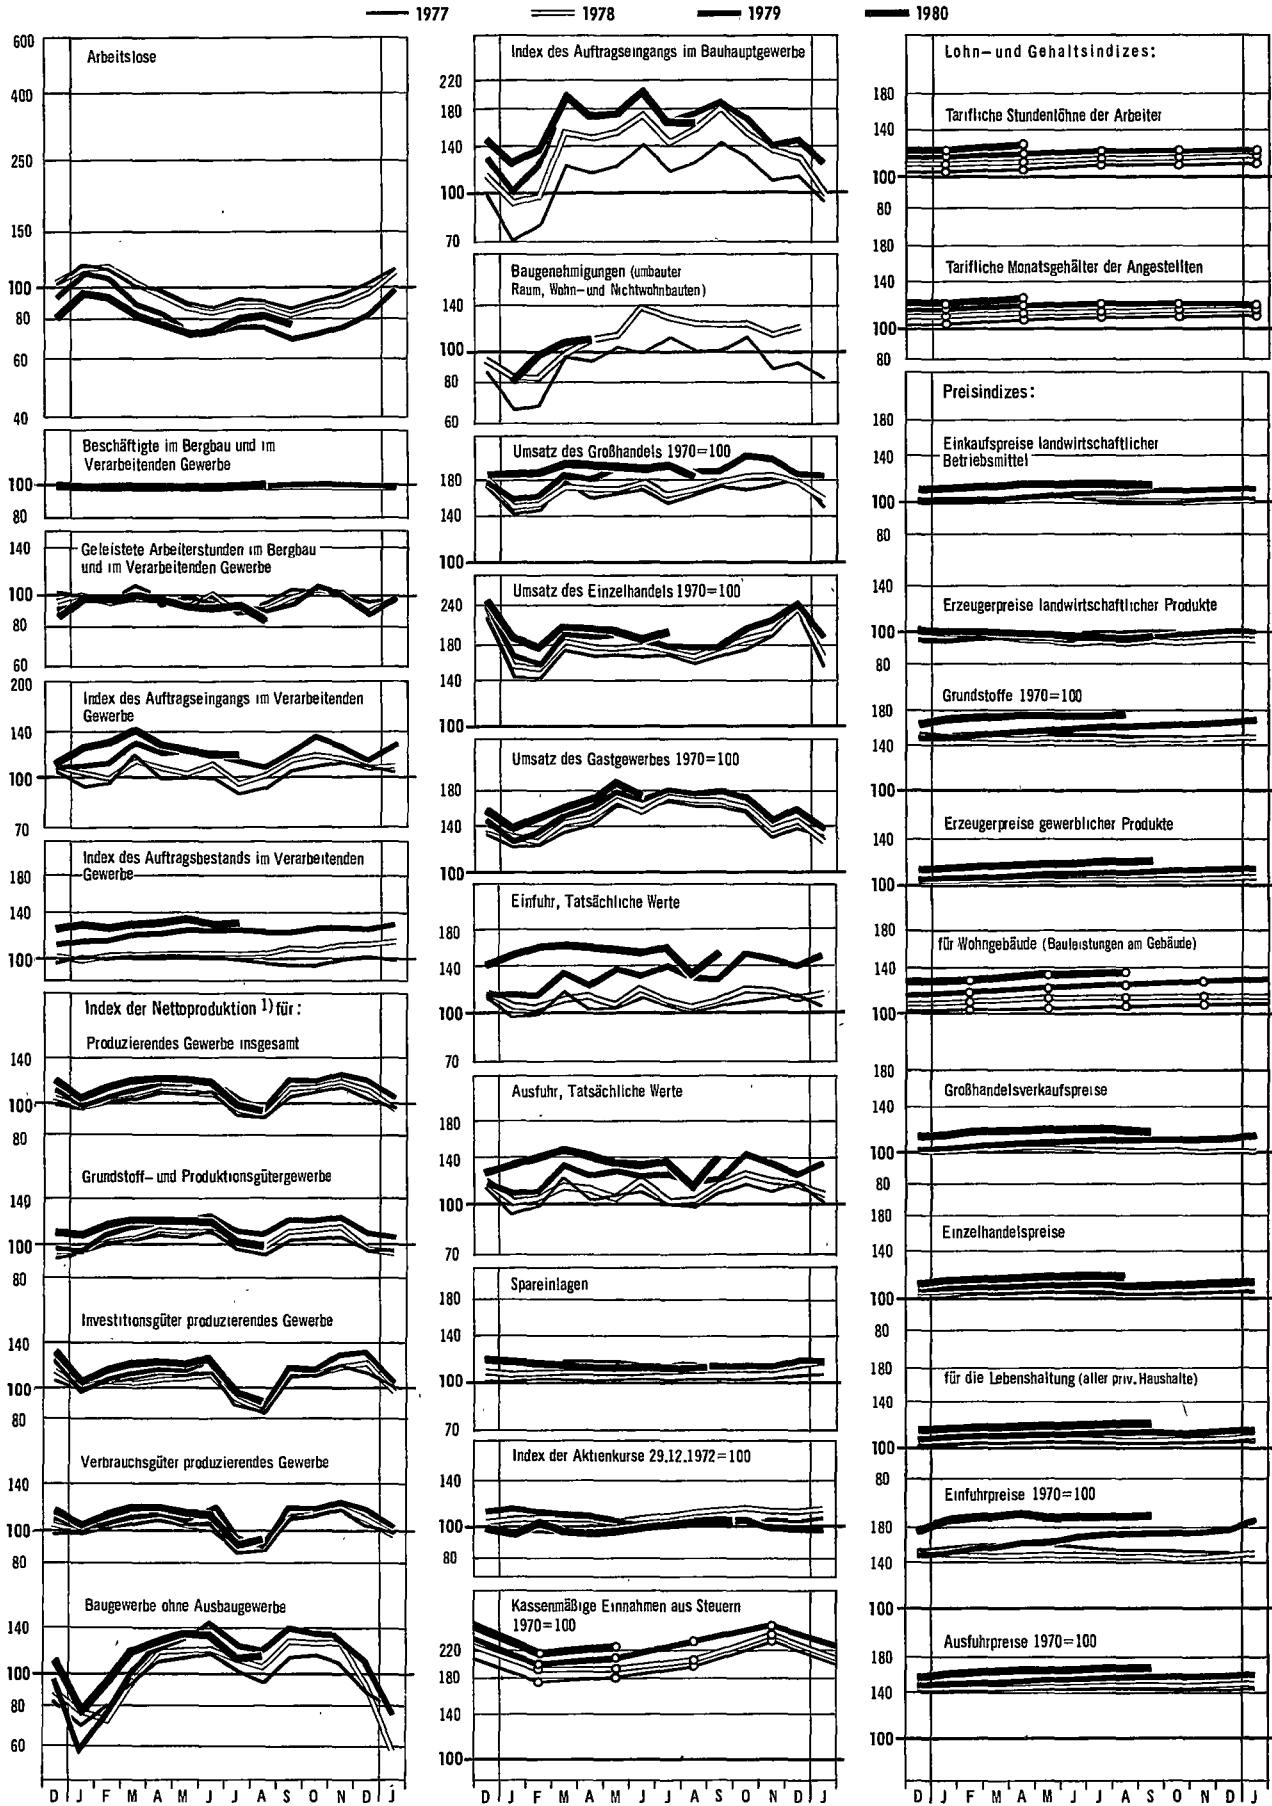 1977 1978 1979 1980
Arbeitslose
600
400
250
150
100
80
60
40
Beschäftigte im Bergbau und im
Verarbeitenden Gewerbe
100
80
Geleistete Arbeiterstunden im Bergbau
und im Verarbeitenden Gewerbe
140
100
80
60
Index des Auftragseingangs im Verarbeitenden
Gewerbe
200
140
100
70
Index des Auftragsbestands im Verarbeitenden
Gewerbe
180
140
100
Index der Nettoproduktion 1) für:
Produzierendes Gewerbe insgesamt
140
100
80
Grundstoff- und Produktionsgütergewerbe
140
100
80
Investitionsgüter produzierendes Gewerbe
140
100
80
Verbrauchsgüter produzierendes Gewerbe
140
100
80
Baugewerbe ohne Ausbaugewerbe
140
100
80
60
D J F M A M J J A S O N D J
Index des Auftragseingangs im Bauhauptgewerbe
220
180
140
100
70
Baugenehmigungen (umbauter
Raum, Wohn- und Nichtwohnbauten)
140
100
80
60
Umsatz des Großhandels 1970=100
180
140
100
Umsatz des Einzelhandels 1970=100
240
180
140
100
Umsatz des Gastgewerbes 1970=100
180
140
100
Einfuhr, Tatsächliche Werte
180
140
100
70
Ausfuhr, Tatsächliche Werte
180
140
100
70
Spareinlagen
180
140
100
70
Index der Aktienkurse 29.12.1972=100
140
100
80
Kassenmäßige Einnahmen aus Steuern
1970=100
220
180
140
100
D J F M A M J J A S O N D J
Lohn- und Gehaltsindizes:
Tarifliche Stundenlöhne der Arbeiter
180
140
100
80
Tarifliche Monatsgehälter der Angestellten
180
140
100
80
Preisindizes:
Einkaufspreise landwirtschaftlicher
Betriebsmittel
180
140
100
80
Erzeugerpreise landwirtschaftlicher Produkte
140
100
80
Grundstoffe 1970=100
180
140
100
Erzeugerpreise gewerblicher Produkte
140
100
für Wohngebäude (Bauleistungen am Gebäude)
180
140
100
Großhandelsverkaufspreise
180
140
100
80
Einzelhandelspreise
180
140
100
80
für die Lebenshaltung (aller priv. Haushalte)
180
140
100
80
Einfuhrpreise 1970=100
180
140
100
Ausfuhrpreise 1970=100
180
140
100
D J F M A M J J A S O N D J